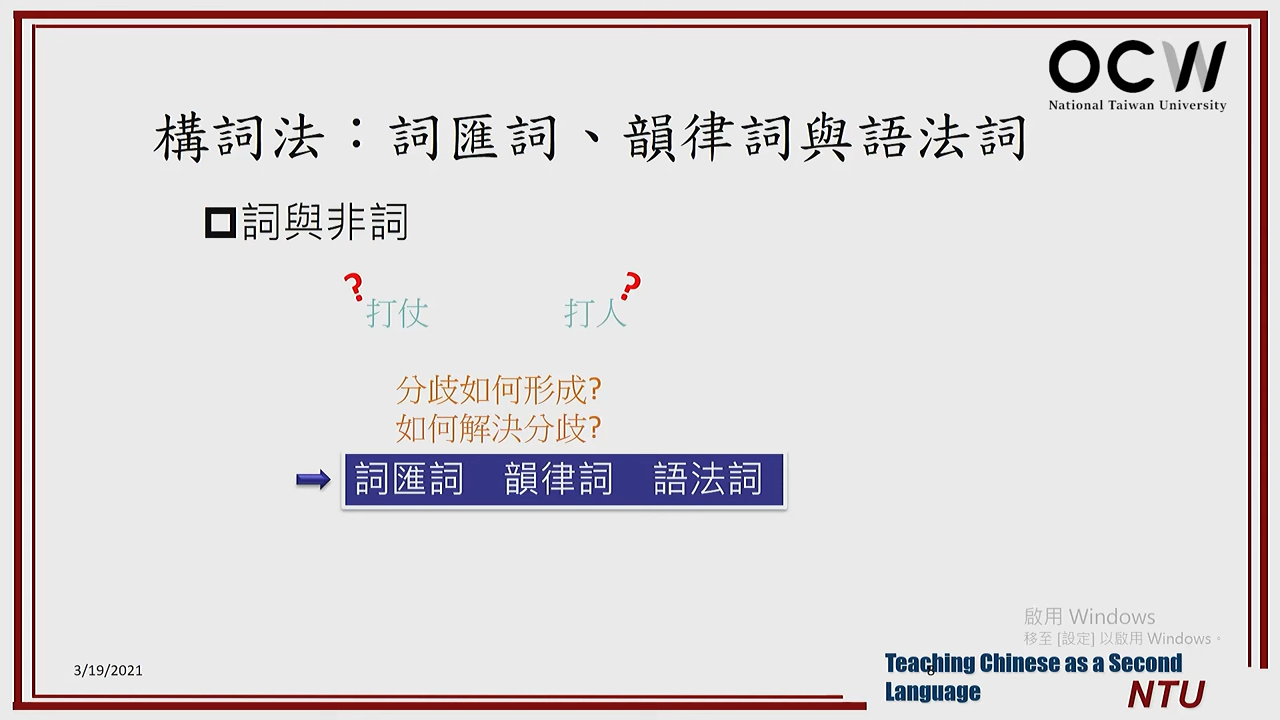 OCW
National Taiwan University
構詞法：詞匯詞、韻律詞與語法詞
詞與非詞
? 打仗 打人 ?
分歧如何形成?
如何解決分歧?
詞匯詞 韻律詞 語法詞
啟用 Windows
移至 [設定] 以啟用 Windows。
3/19/2021
Teaching Chinese as a Second
Language
NTU